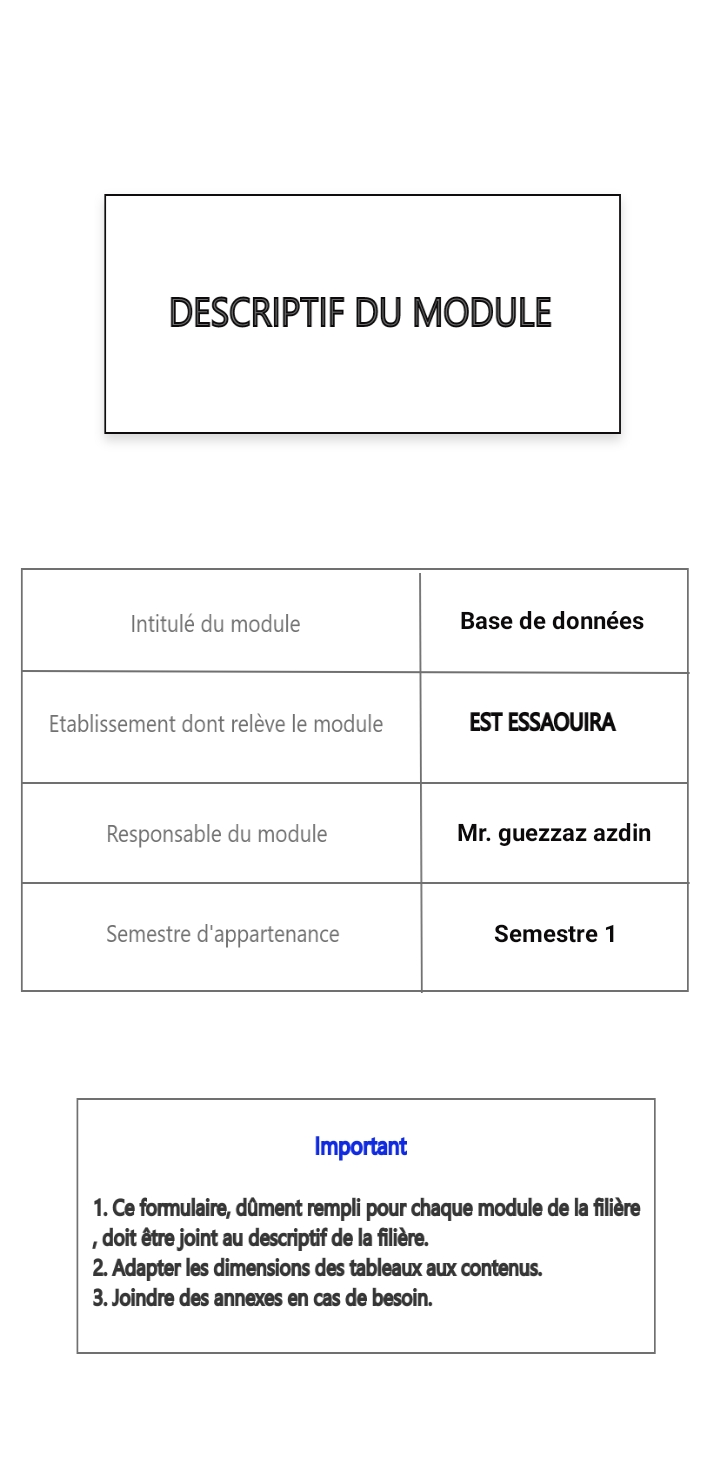 DESCRIPTIF DU MODULE
Intitulé du module
Base de données
Etablissement dont relève le module
EST ESSAOUIRA
Responsable du module
Mr. guezzaz azdin
Semestre d'appartenance
Semestre 1
Important
1. Ce formulaire, dûment rempli pour chaque module de la filière
, doit être joint au descriptif de la filière.
2. Adapter les dimensions des tableaux aux contenus.
3. Joindre des annexes en cas de besoin.